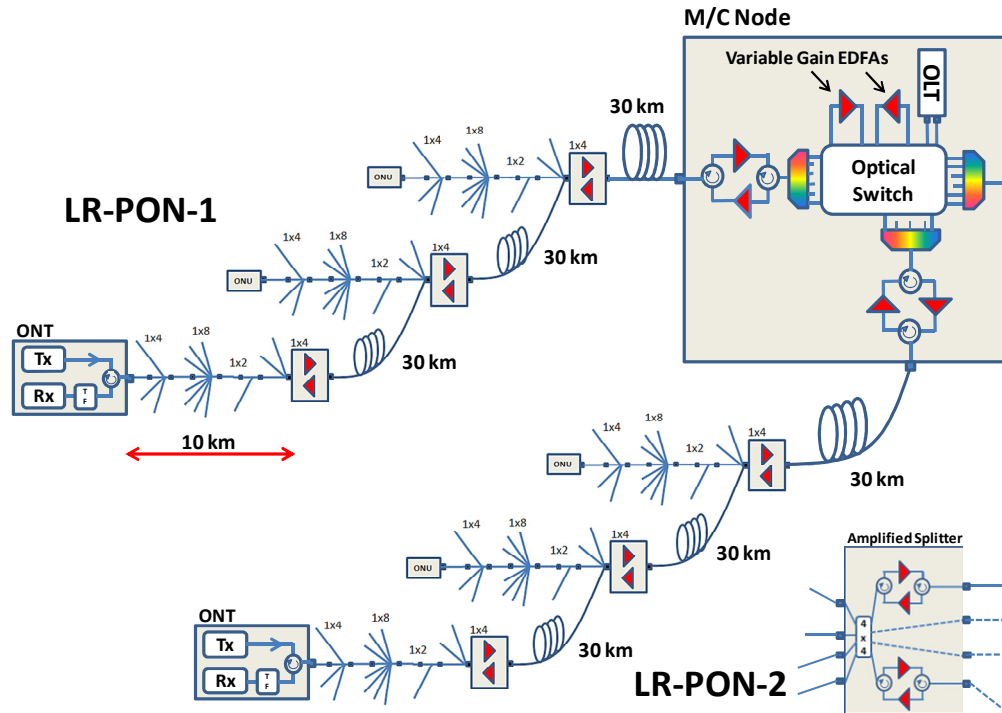 M/C Node
Variable Gain EDFAs
OLT
30 km
Optical
Switch
1x4
1x8
1x2
1x4
ONU
LR-PON-1
30 km
1x4
1x8
1x2
1x4
ONU
30 km
ONT
Tx
Rx
T
F
1x4
1x8
1x2
1x4
10 km
30 km
1x4
1x8
1x2
1x4
ONU
30 km
1x4
1x8
1x2
1x4
ONU
30 km
ONT
Tx
Rx
T
F
1x4
1x8
1x2
1x4
LR-PON-2
Amplified Splitter
4
x
4